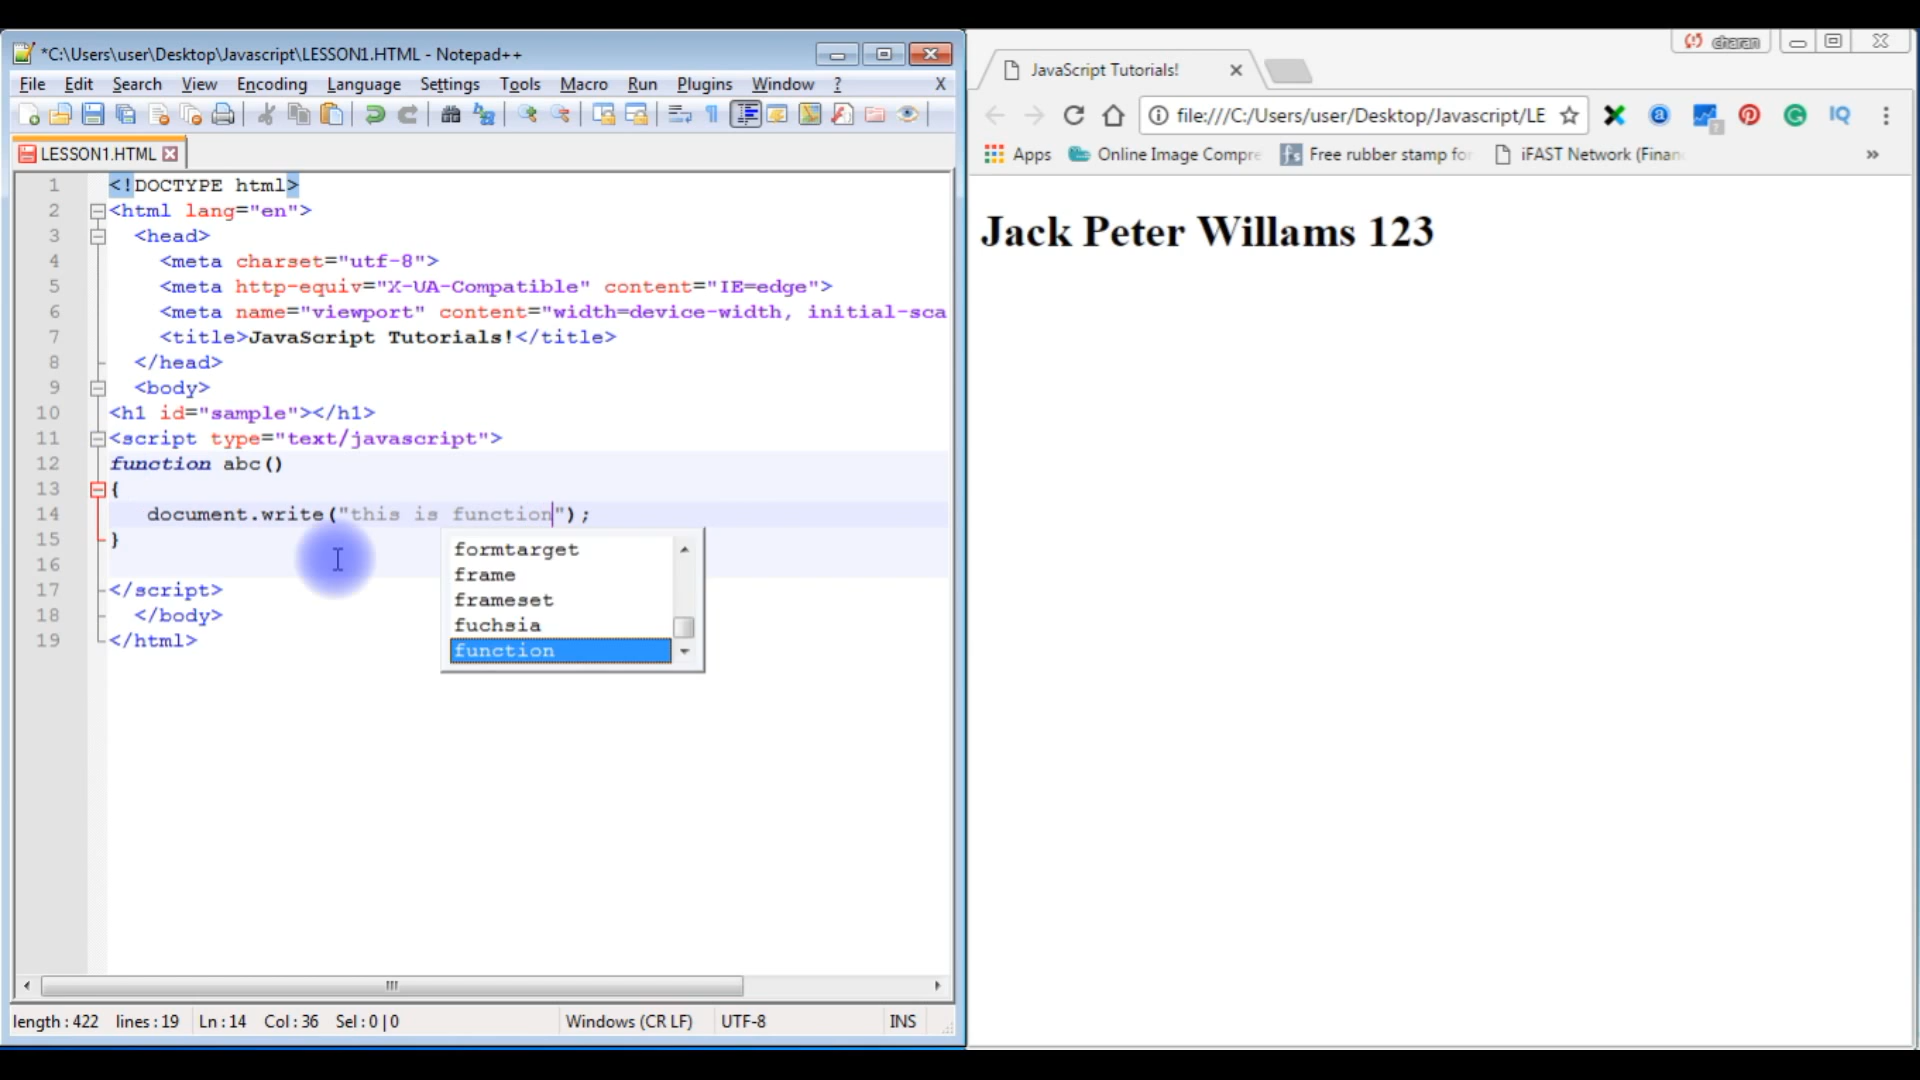 *C:\Users\user\Desktop\Javascript\LESSON1.HTML - Notepad++
File Edit Search View Encoding Language Settings Tools Macro Run Plugins Window ? X
LESSON1.HTML
1 <!DOCTYPE html>
2 <html lang="en">
3 <head>
4 <meta charset="utf-8">
5 <meta http-equiv="X-UA-Compatible" content="IE=edge">
6 <meta name="viewport" content="width=device-width, initial-sca
7 <title>JavaScript Tutorials!</title>
8 </head>
9 <body>
10 <h1 id="sample"></h1>
11 <script type="text/javascript">
12 function abc()
13 {
14 document.write("this is function");
15 }
16
17 </script>
18 </body>
19 </html>
formtarget
frame
frameset
fuchsia
function
length : 422 lines : 19 Ln : 14 Col : 36 Sel : 0 | 0 Windows (CR LF) UTF-8 INS
charan
JavaScript Tutorials!
file:///C:/Users/user/Desktop/Javascript/LE
IQ
Apps Online Image Compre Free rubber stamp for iFAST Network (Finan »
Jack Peter Willams 123